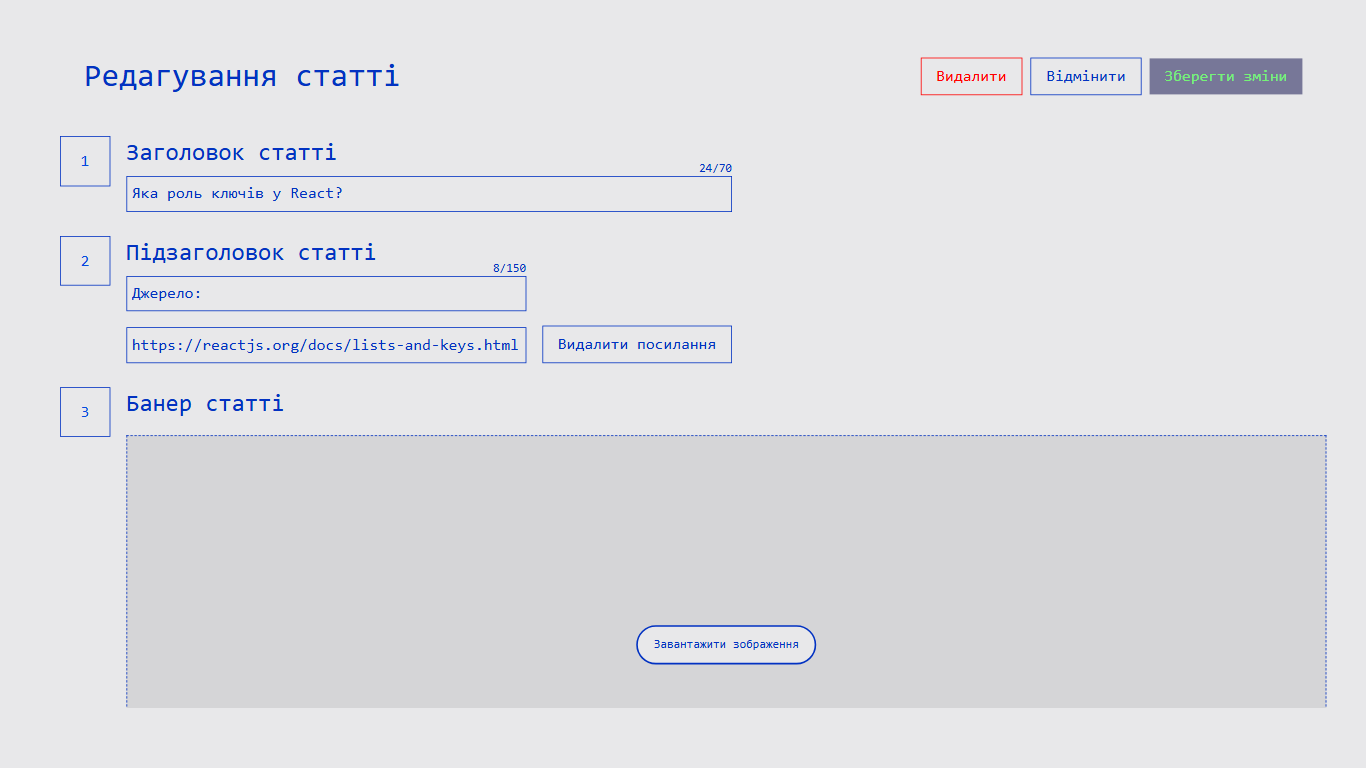 Редагування статті
Видалити
Відмінити
Зберегти зміни
1
Заголовок статті
24/70
Яка роль ключів у React?
2
Підзаголовок статті
8/150
Джерело:
https://reactjs.org/docs/lists-and-keys.html
Видалити посилання
3
Банер статті
Завантажити зображення